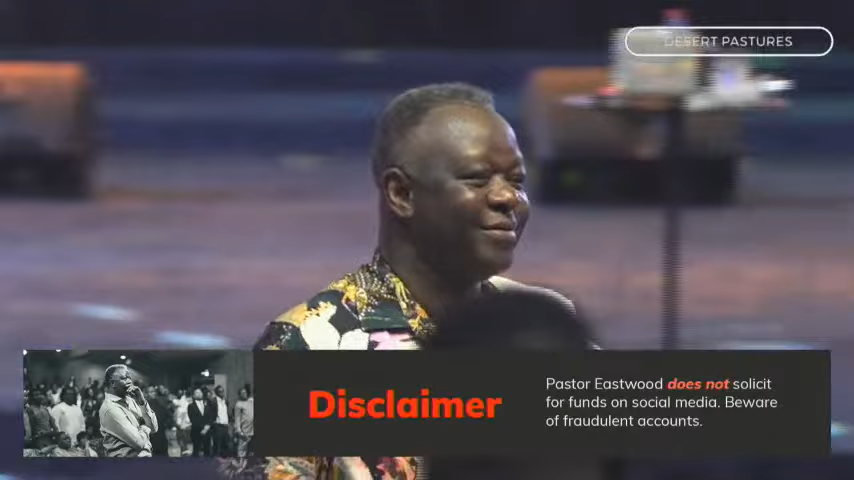 DESERT PASTURES
Disclaimer
Pastor Eastwood does not solicit
for funds on social media. Beware
of fraudulent accounts.